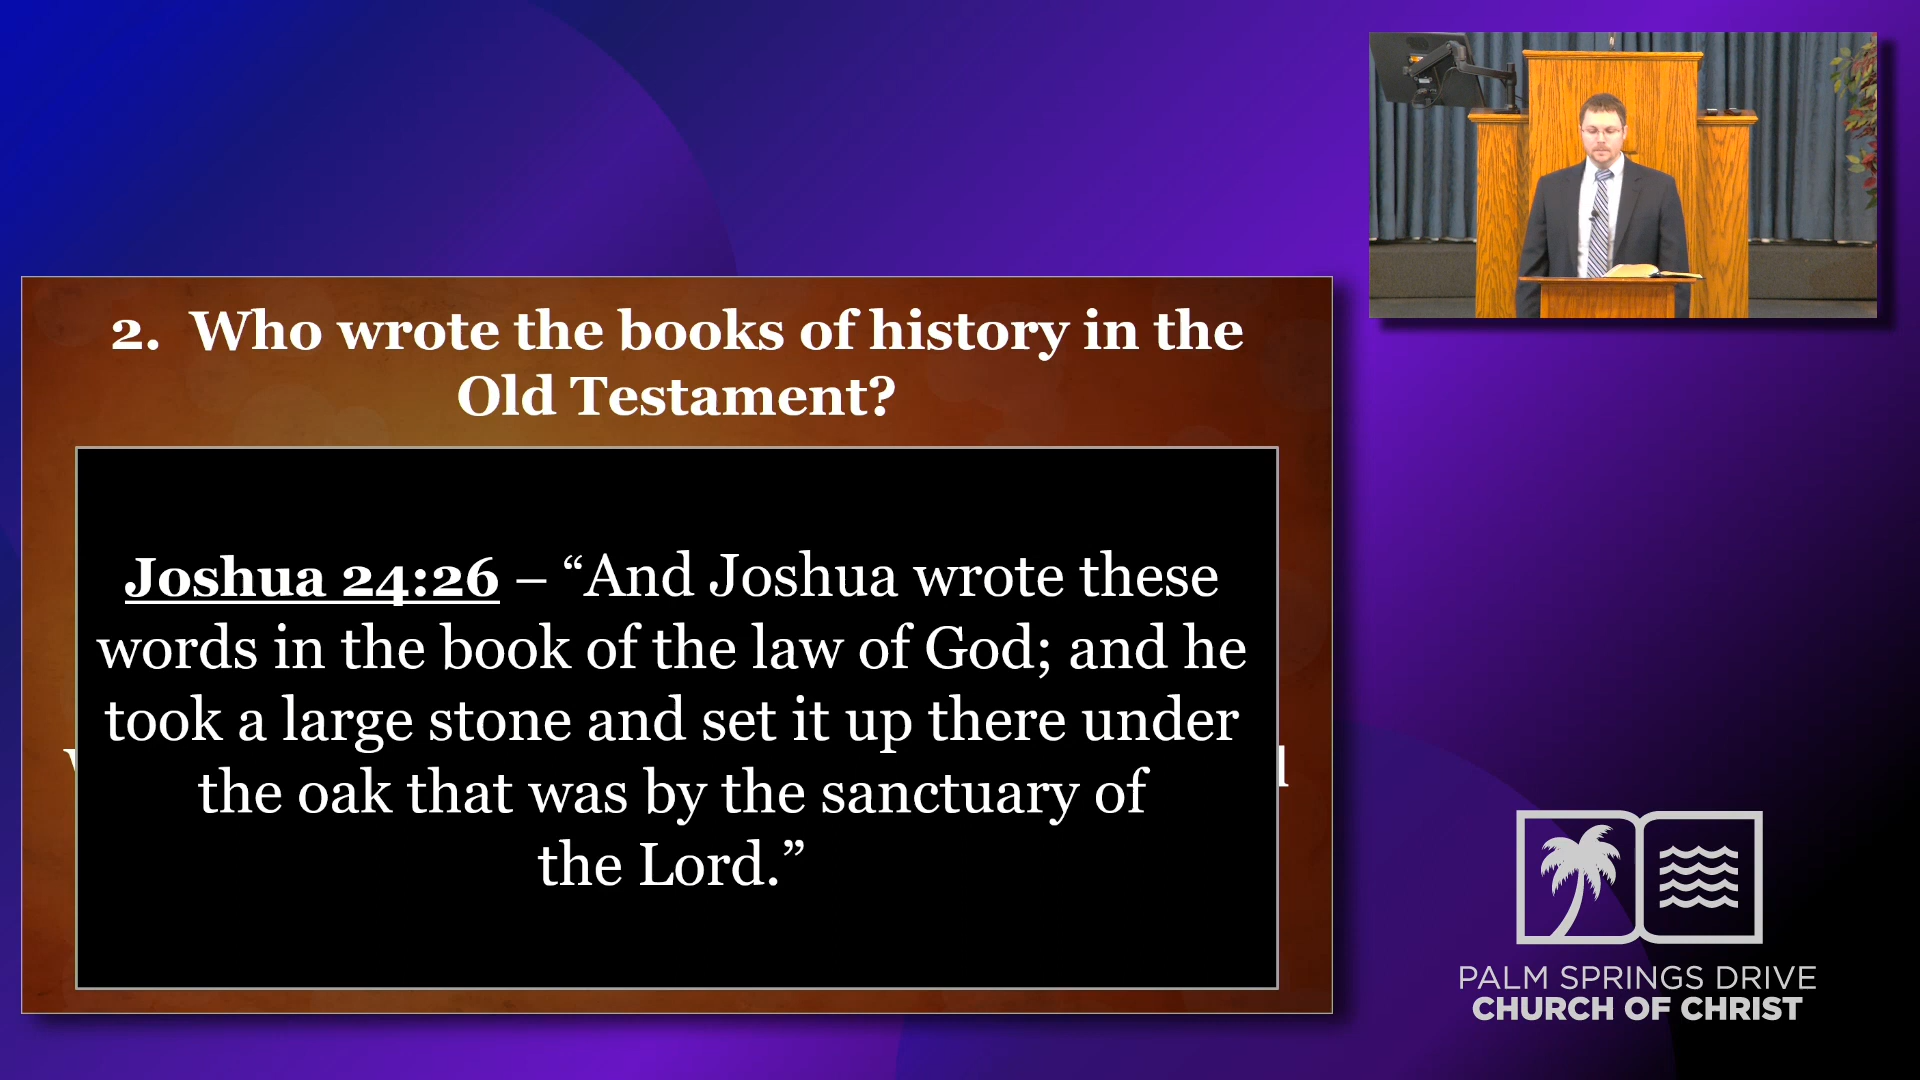 2. Who wrote the books of history in the
Old Testament?
Joshua 24:26 – “And Joshua wrote these
words in the book of the law of God; and he
took a large stone and set it up there under
the oak that was by the sanctuary of
the Lord.”
PALM SPRINGS DRIVE
CHURCH OF CHRIST